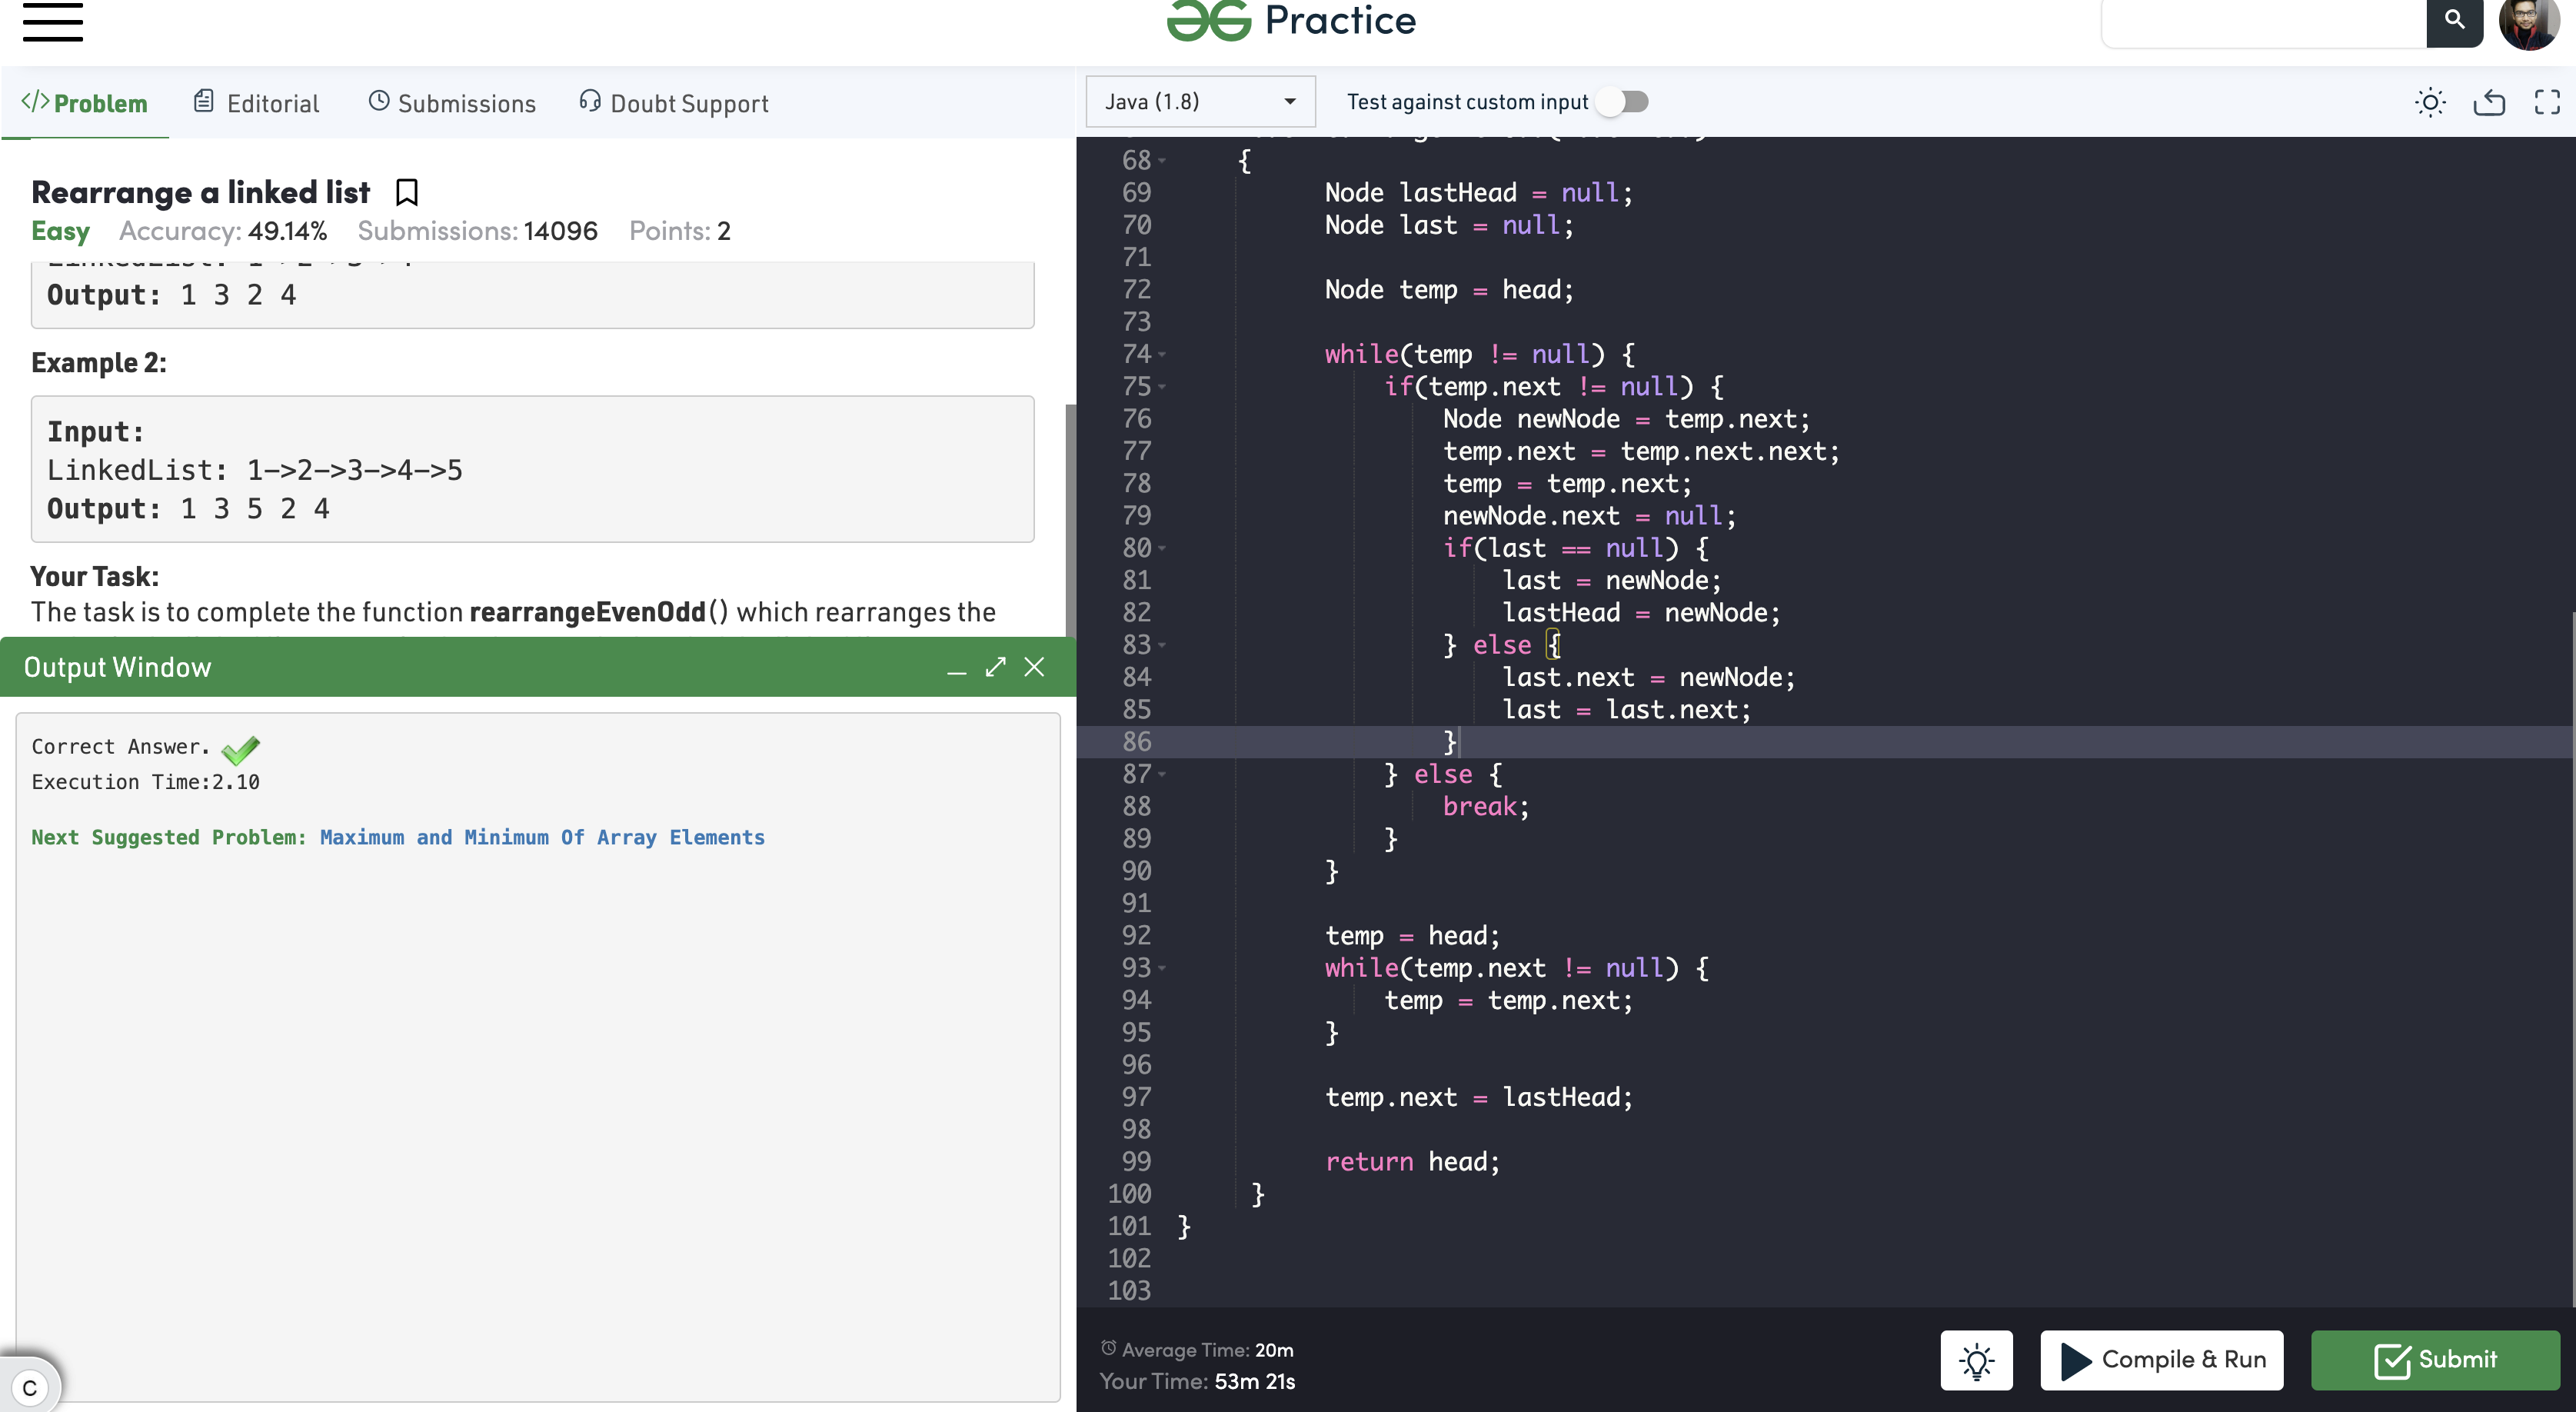 Practice
Problem
Editorial
Submissions
Doubt Support
Java (1.8)
Test against custom input
Rearrange a linked list
Easy Accuracy: 49.14% Submissions: 14096 Points: 2
Output: 1 3 2 4
Example 2:
Input:
LinkedList: 1->2->3->4->5
Output: 1 3 5 2 4
Your Task:
The task is to complete the function rearrangeEvenOdd() which rearranges the
Output Window
Correct Answer.
Execution Time:2.10
Next Suggested Problem: Maximum and Minimum Of Array Elements
C
68 {
69 Node lastHead = null;
70 Node last = null;
71
72 Node temp = head;
73
74 while(temp != null) {
75 if(temp.next != null) {
76 Node newNode = temp.next;
77 temp.next = temp.next.next;
78 temp = temp.next;
79 newNode.next = null;
80 if(last == null) {
81 last = newNode;
82 lastHead = newNode;
83 } else {
84 last.next = newNode;
85 last = last.next;
86 }
87 } else {
88 break;
89 }
90 }
91
92 temp = head;
93 while(temp.next != null) {
94 temp = temp.next;
95 }
96
97 temp.next = lastHead;
98
99 return head;
100 }
101 }
102
103
Average Time: 20m
Your Time: 53m 21s
Compile & Run
Submit